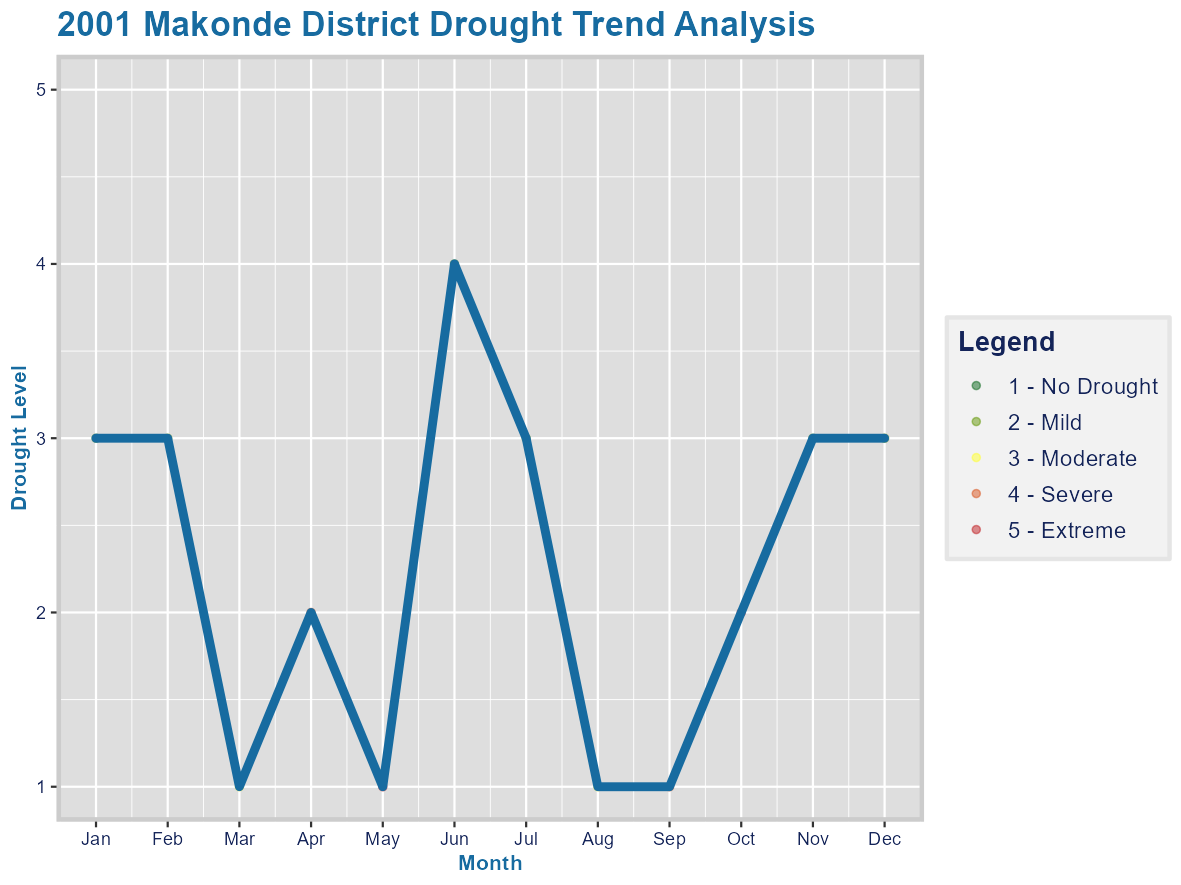 2001 Makonde District Drought Trend Analysis
Drought Level
5
4
3
2
1
Jan Feb Mar Apr May Jun Jul Aug Sep Oct Nov Dec
Month
Legend
1 - No Drought
2 - Mild
3 - Moderate
4 - Severe
5 - Extreme